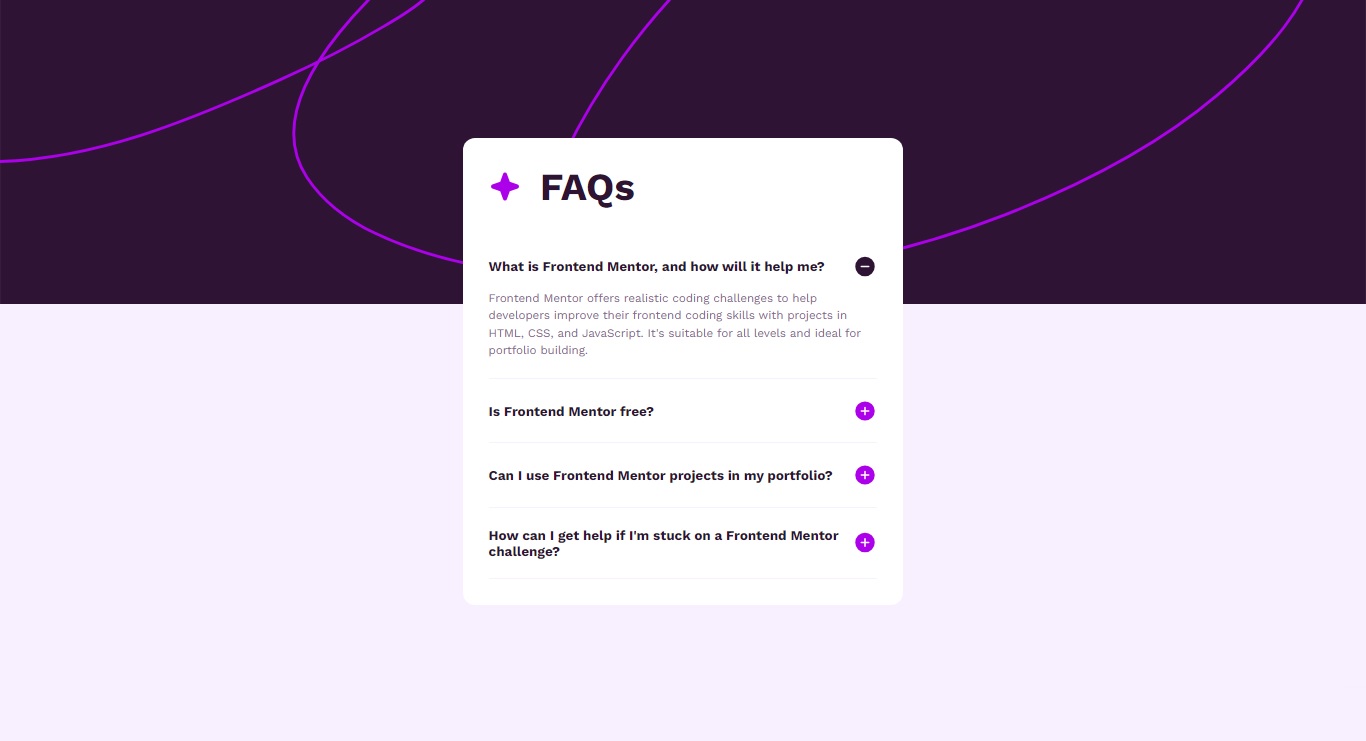 FAQs
What is Frontend Mentor, and how will it help me?
Frontend Mentor offers realistic coding challenges to help
developers improve their frontend coding skills with projects in
HTML, CSS, and JavaScript. It's suitable for all levels and ideal for
portfolio building.
Is Frontend Mentor free?
Can I use Frontend Mentor projects in my portfolio?
How can I get help if I'm stuck on a Frontend Mentor
challenge?